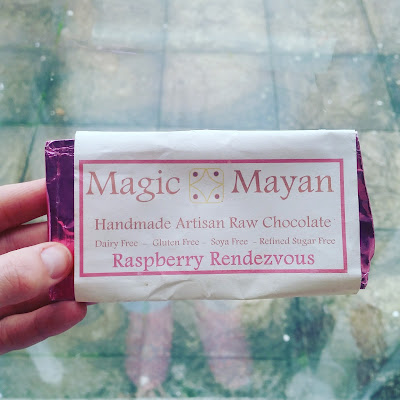 Magic Mayan
Handmade Artisan Raw Chocolate
Dairy Free ~ Gluten Free ~ Soya Free ~ Refined Sugar Free
Raspberry Rendezvous